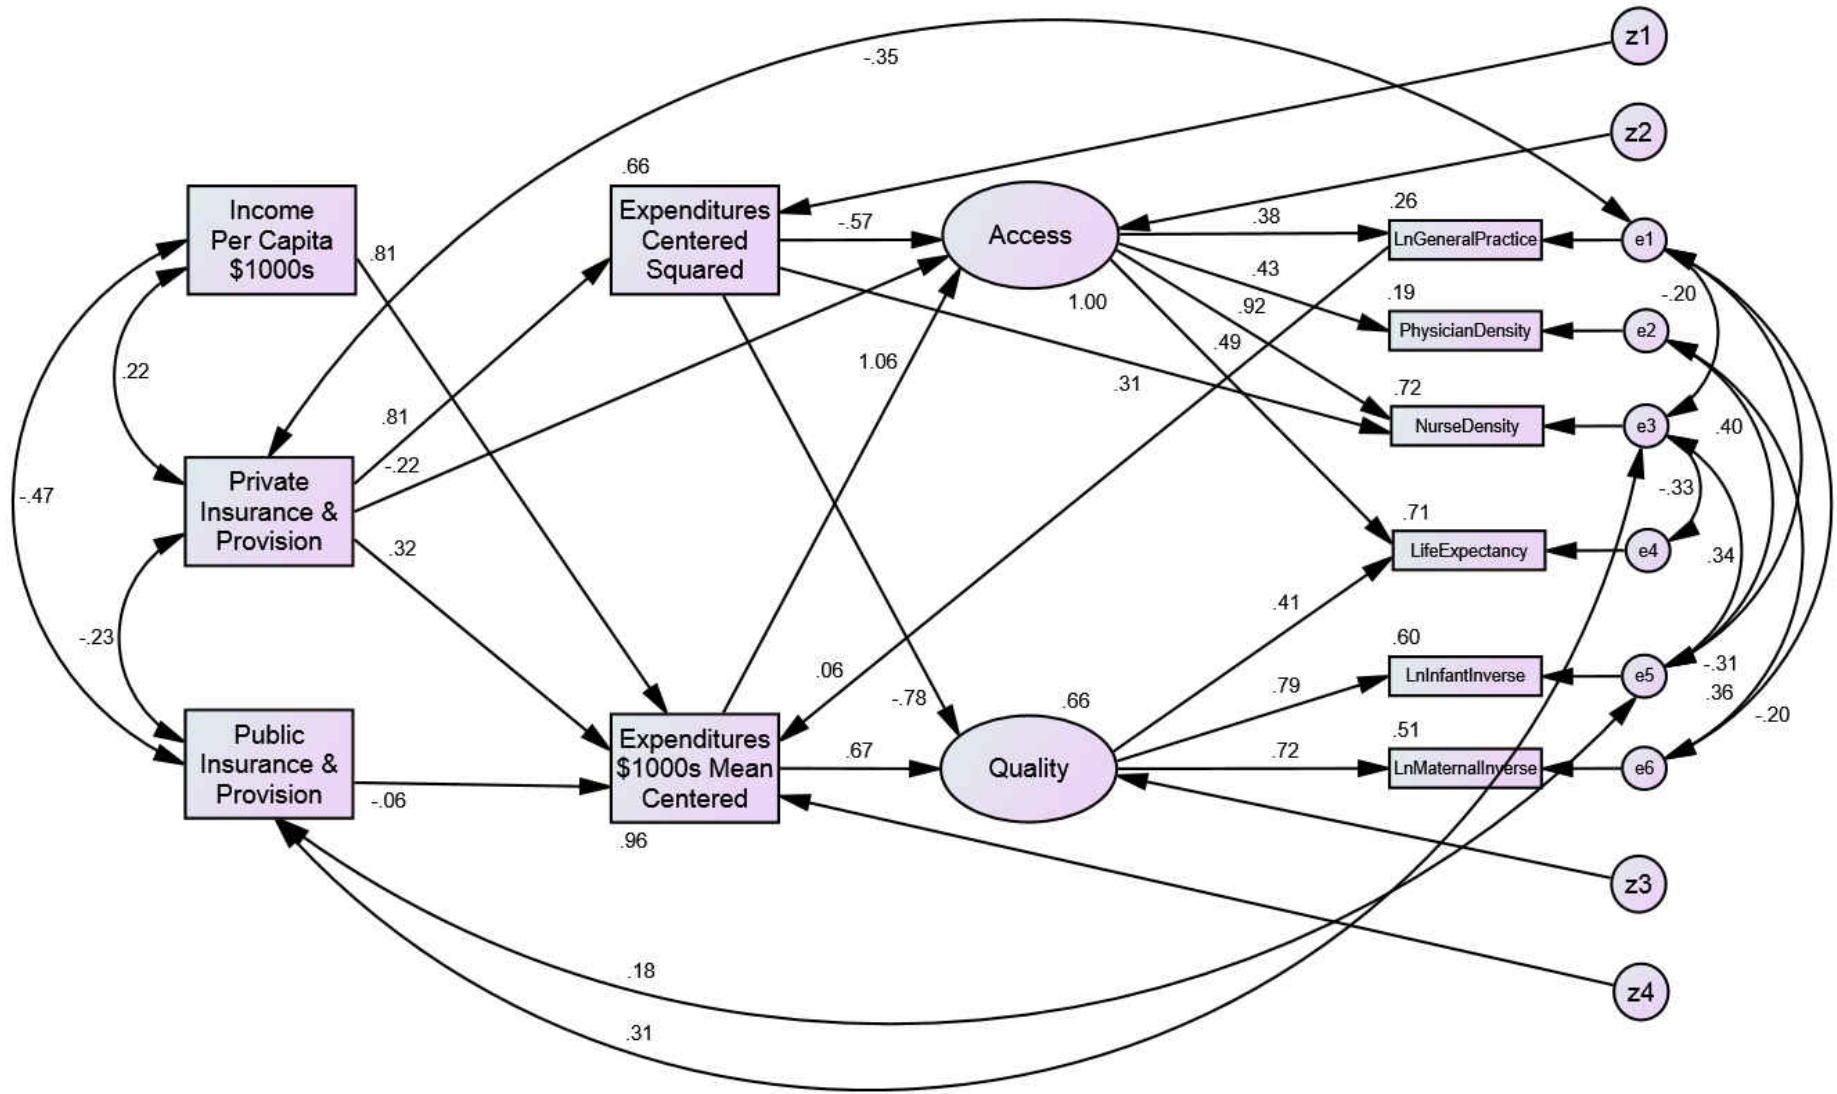 z1
-.35
z2
.66
Income
Per Capita
$1000s
.81
Expenditures
Centered
Squared
-.57
Access
.38
.26
LnGeneralPractice
e1
.43
1.00
.92
.19
PhysicianDensity
e2
-.20
.22
1.06
.49
.31
.72
NurseDensity
e3
.40
.81
-.22
-.47
Private
Insurance &
Provision
-.33
.32
.71
LifeExpectancy
e4
.34
-.23
.41
.60
LnInfantInverse
e5
-.31
.36
-.20
.06
-.78
.66
.79
Public
Insurance &
Provision
-.06
Expenditures
$1000s Mean
Centered
.96
.67
Quality
.72
.51
LnMaternalInverse
e6
z3
.18
z4
.31